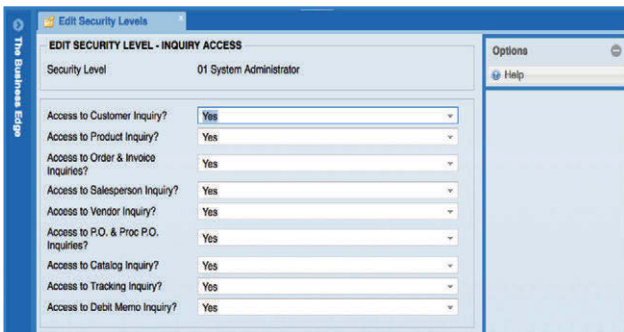 The Business Edge
Edit Security Levels
EDIT SECURITY LEVEL - INQUIRY ACCESS
Security Level 01 System Administrator
Access to Customer Inquiry? Yes
Access to Product Inquiry? Yes
Access to Order & Invoice
Inquiries? Yes
Access to Salesperson Inquiry? Yes
Access to Vendor Inquiry? Yes
Access to P.O. & Proc P.O.
Inquiries? Yes
Access to Catalog Inquiry? Yes
Access to Tracking Inquiry? Yes
Access to Debit Memo Inquiry? Yes
Options
Help